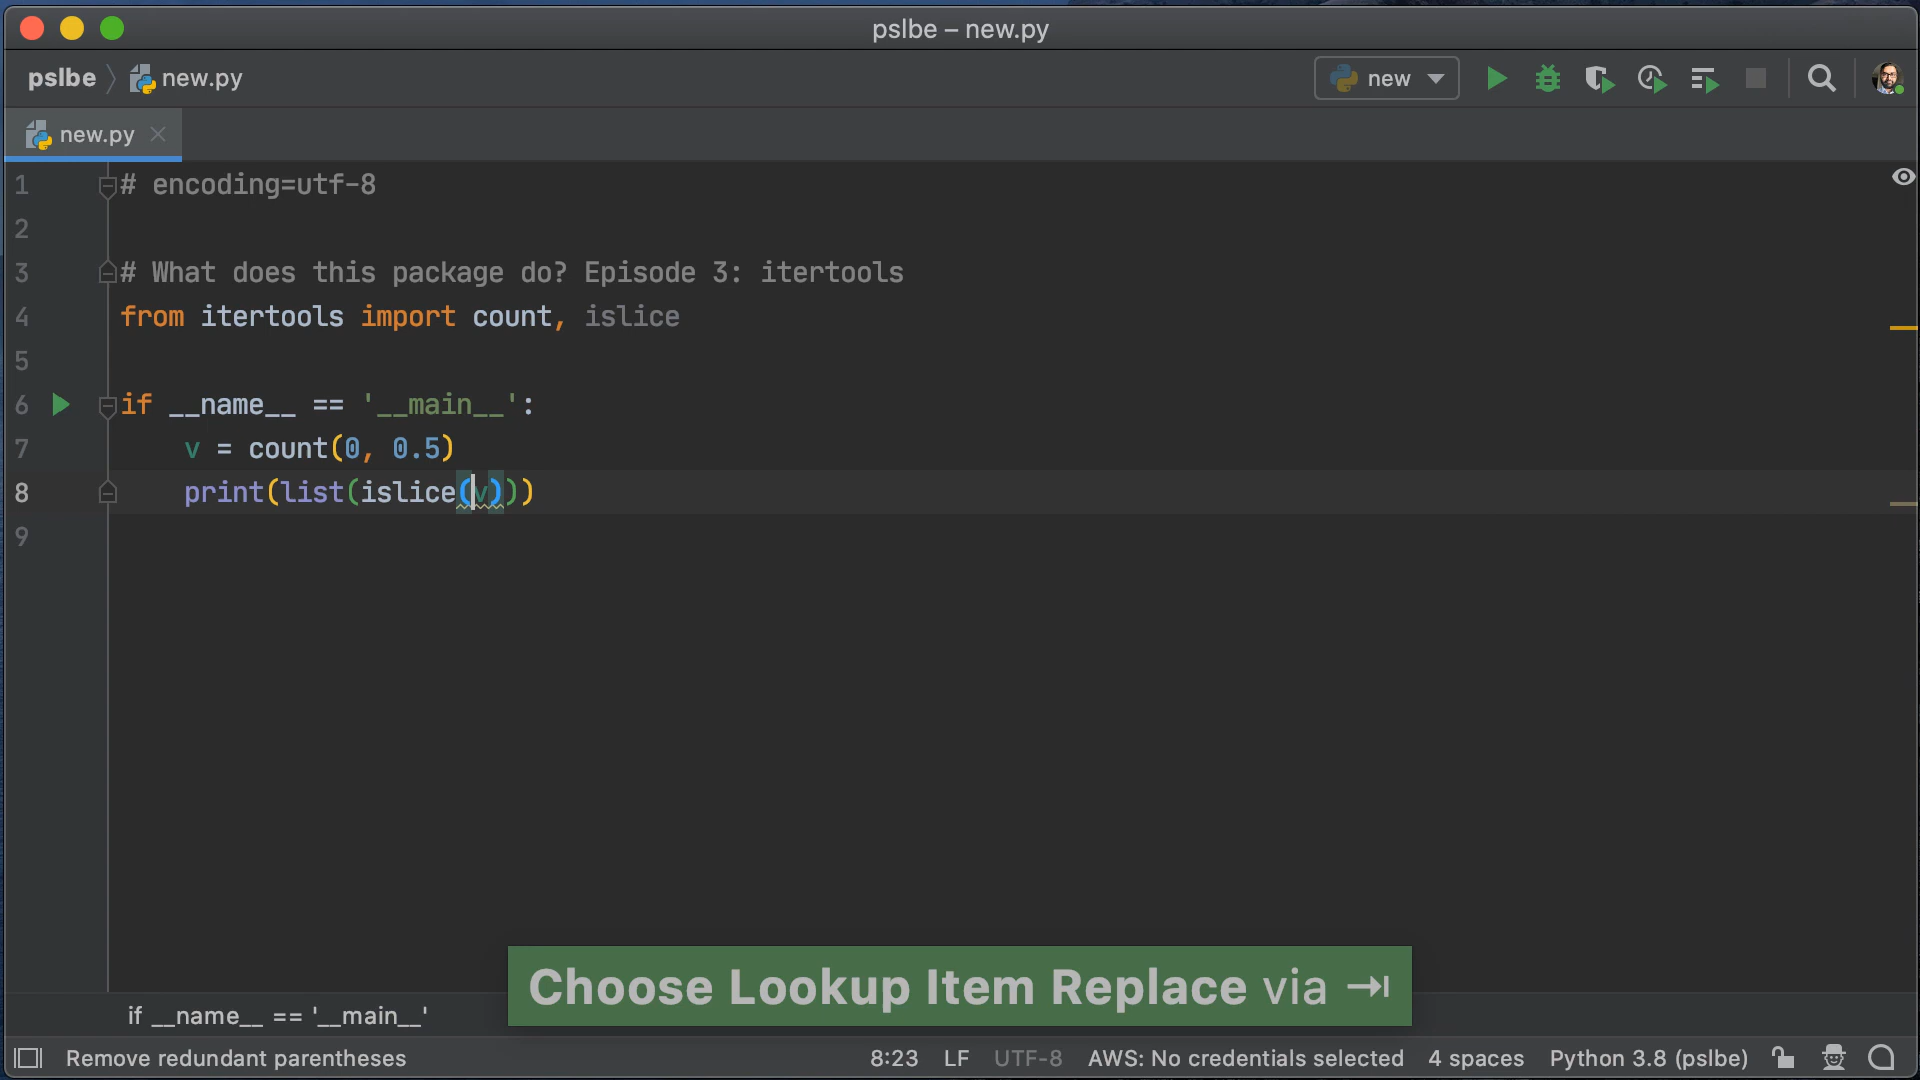 pslbe – new.py
pslbe new.py
new
new.py
1 # encoding=utf-8
2
3 # What does this package do? Episode 3: itertools
4 from itertools import count, islice
5
6 if __name__ == '__main__':
7 v = count(0, 0.5)
8 print(list(islice(v)))
9
Choose Lookup Item Replace via ⇥
if __name__ == '__main__'
Remove redundant parentheses 8:23 LF UTF-8 AWS: No credentials selected 4 spaces Python 3.8 (pslbe)